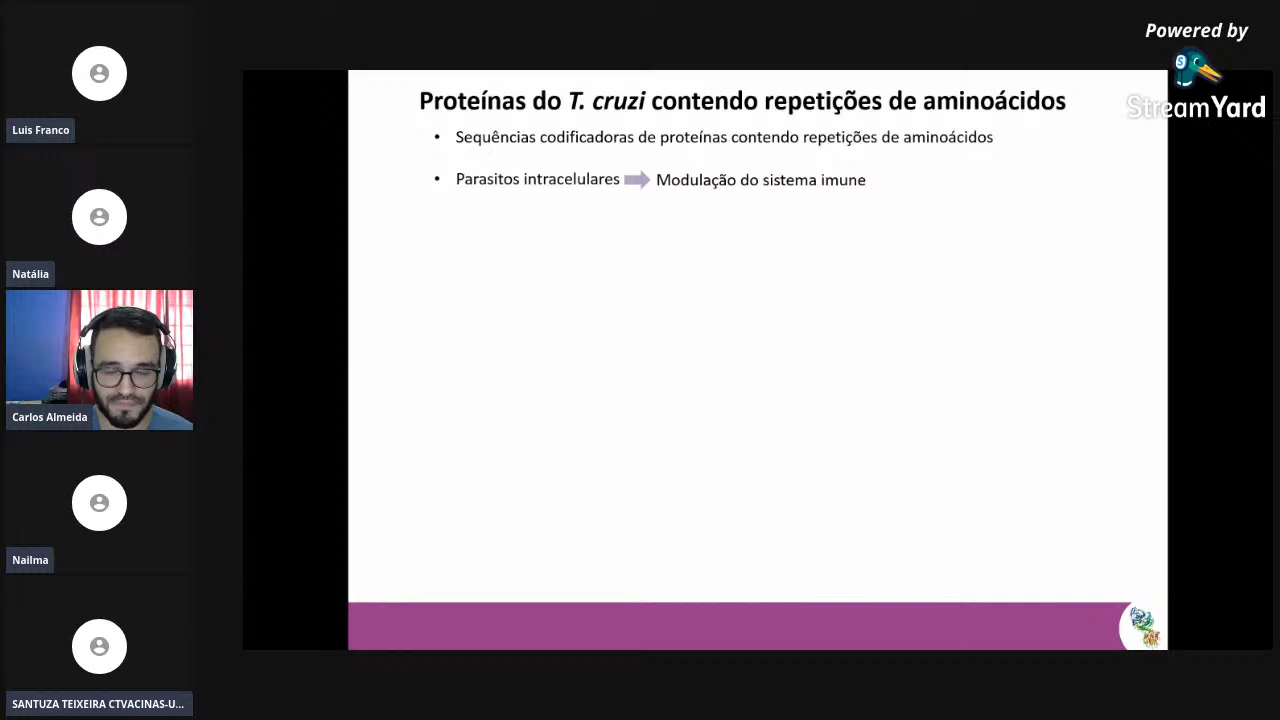 Powered by
StreamYard
Luis Franco
Natália
Carlos Almeida
Nailma
SANTUZA TEIXEIRA CTVACINAS-U...
Proteínas do T. cruzi contendo repetições de aminoácidos
• Sequências codificadoras de proteínas contendo repetições de aminoácidos
• Parasitos intracelulares Modulação do sistema imune